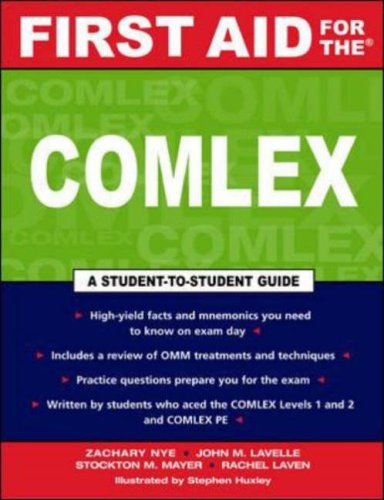 FIRST AID FOR THE®
COMLEX
A STUDENT-TO-STUDENT GUIDE
High-yield facts and mnemonics you need
to know on exam day
Includes a review of OMM treatments and techniques
Practice questions prepare you for the exam
Written by students who aced the COMLEX Levels 1 and 2
and COMLEX PE
ZACHARY NYE JOHN M. LAVELLE
STOCKTON M. MAYER RACHEL LAVEN
Illustrated by Stephen Huxley